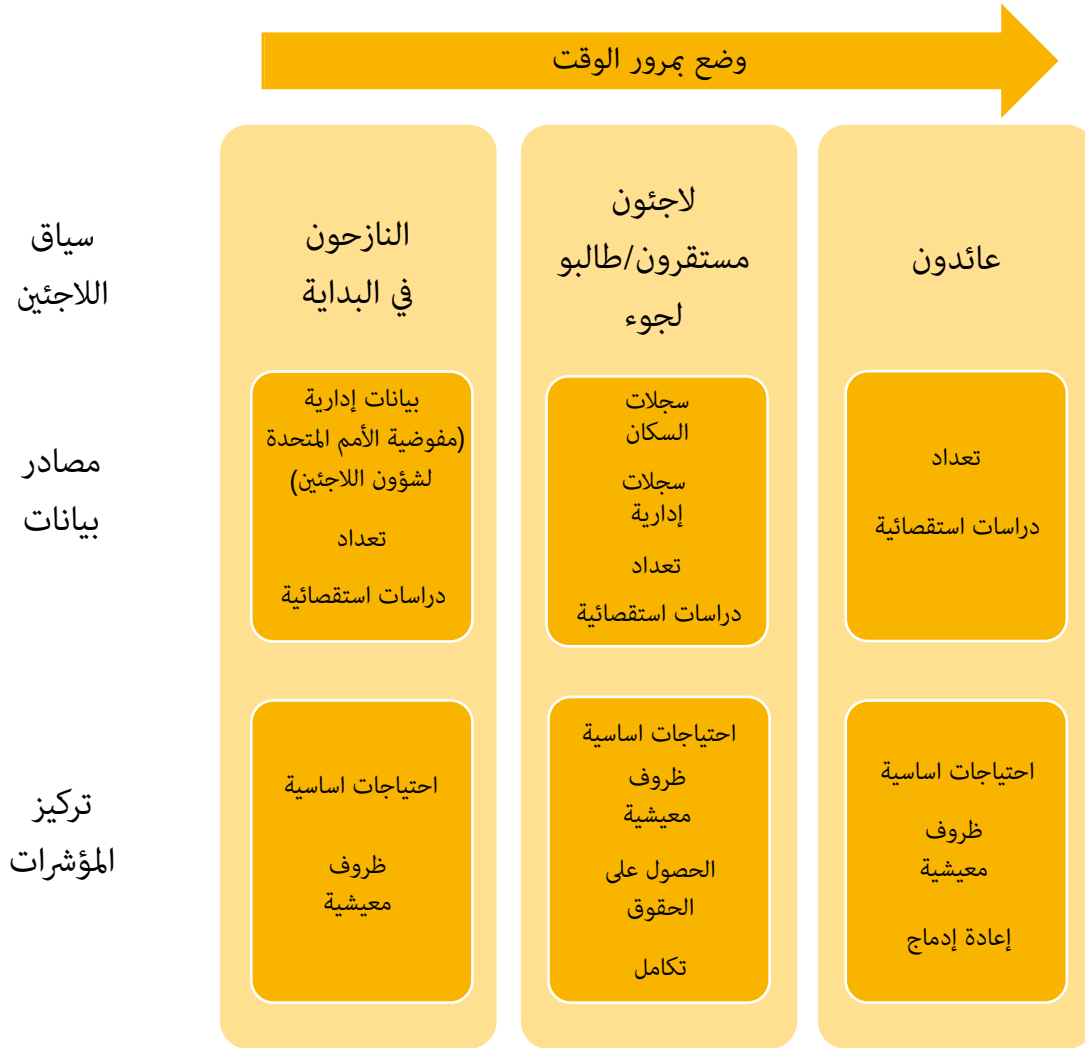 وضع بمرور الوقت
سياق
اللاجئين
النازحون
في البداية
لاجئون
مستقرون/طالبو
لجوء
عائدون
مصادر
بيانات
بيانات إدارية
(مفوضية الأمم المتحدة
لشؤون اللاجئين)
تعداد
دراسات استقصائية
سجلات
السكان
سجلات
إدارية
تعداد
دراسات استقصائية
تعداد
دراسات استقصائية
تركيز
المؤشرات
احتياجات اساسية
ظروف
معيشية
احتياجات اساسية
ظروف
معيشية
الحصول على
الحقوق
تكامل
احتياجات اساسية
ظروف
معيشية
إعادة إدماج